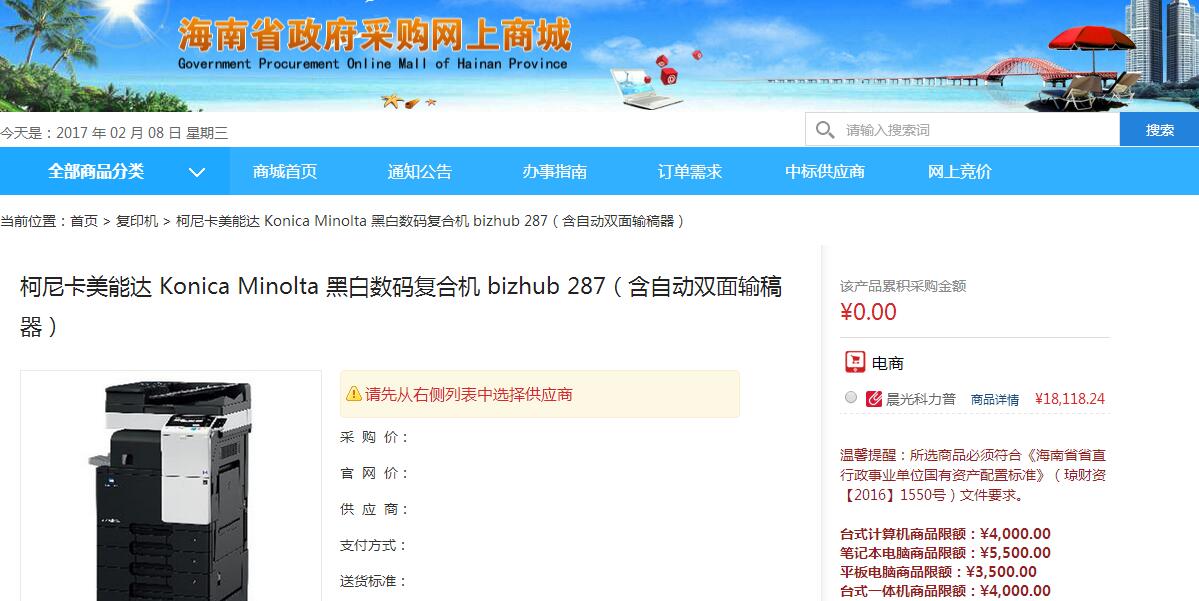 海南省政府采购网上商城
Government Procurement Online Mall of Hainan Province
今天是：2017 年 02 月 08 日 星期三
请输入搜索词
搜索
全部商品分类
商城首页
通知公告
办事指南
订单需求
中标供应商
网上竞价
当前位置：首页 > 复印机 > 柯尼卡美能达 Konica Minolta 黑白数码复合机 bizhub 287（含自动双面输稿器）
柯尼卡美能达 Konica Minolta 黑白数码复合机 bizhub 287（含自动双面输稿
器）
请先从右侧列表中选择供应商
采 购 价：
官 网 价：
供 应 商：
支付方式：
送货标准：
该产品累积采购金额
¥0.00
电商
晨光科力普 商品详情 ¥18,118.24
温馨提醒：所选商品必须符合《海南省省直
行政事业单位国有资产配置标准》（琼财资
【2016】1550号）文件要求。
台式计算机商品限额：¥4,000.00
笔记本电脑商品限额：¥5,500.00
平板电脑商品限额：¥3,500.00
台式一体机商品限额：¥4,000.00